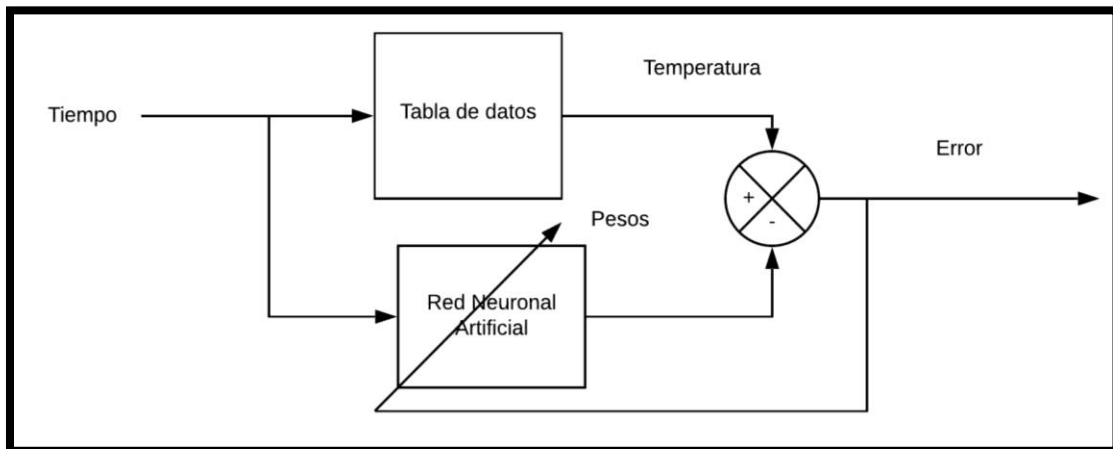 Temperatura
Tiempo
Tabla de datos
Error
+
-
Pesos
Red Neuronal
Artificial